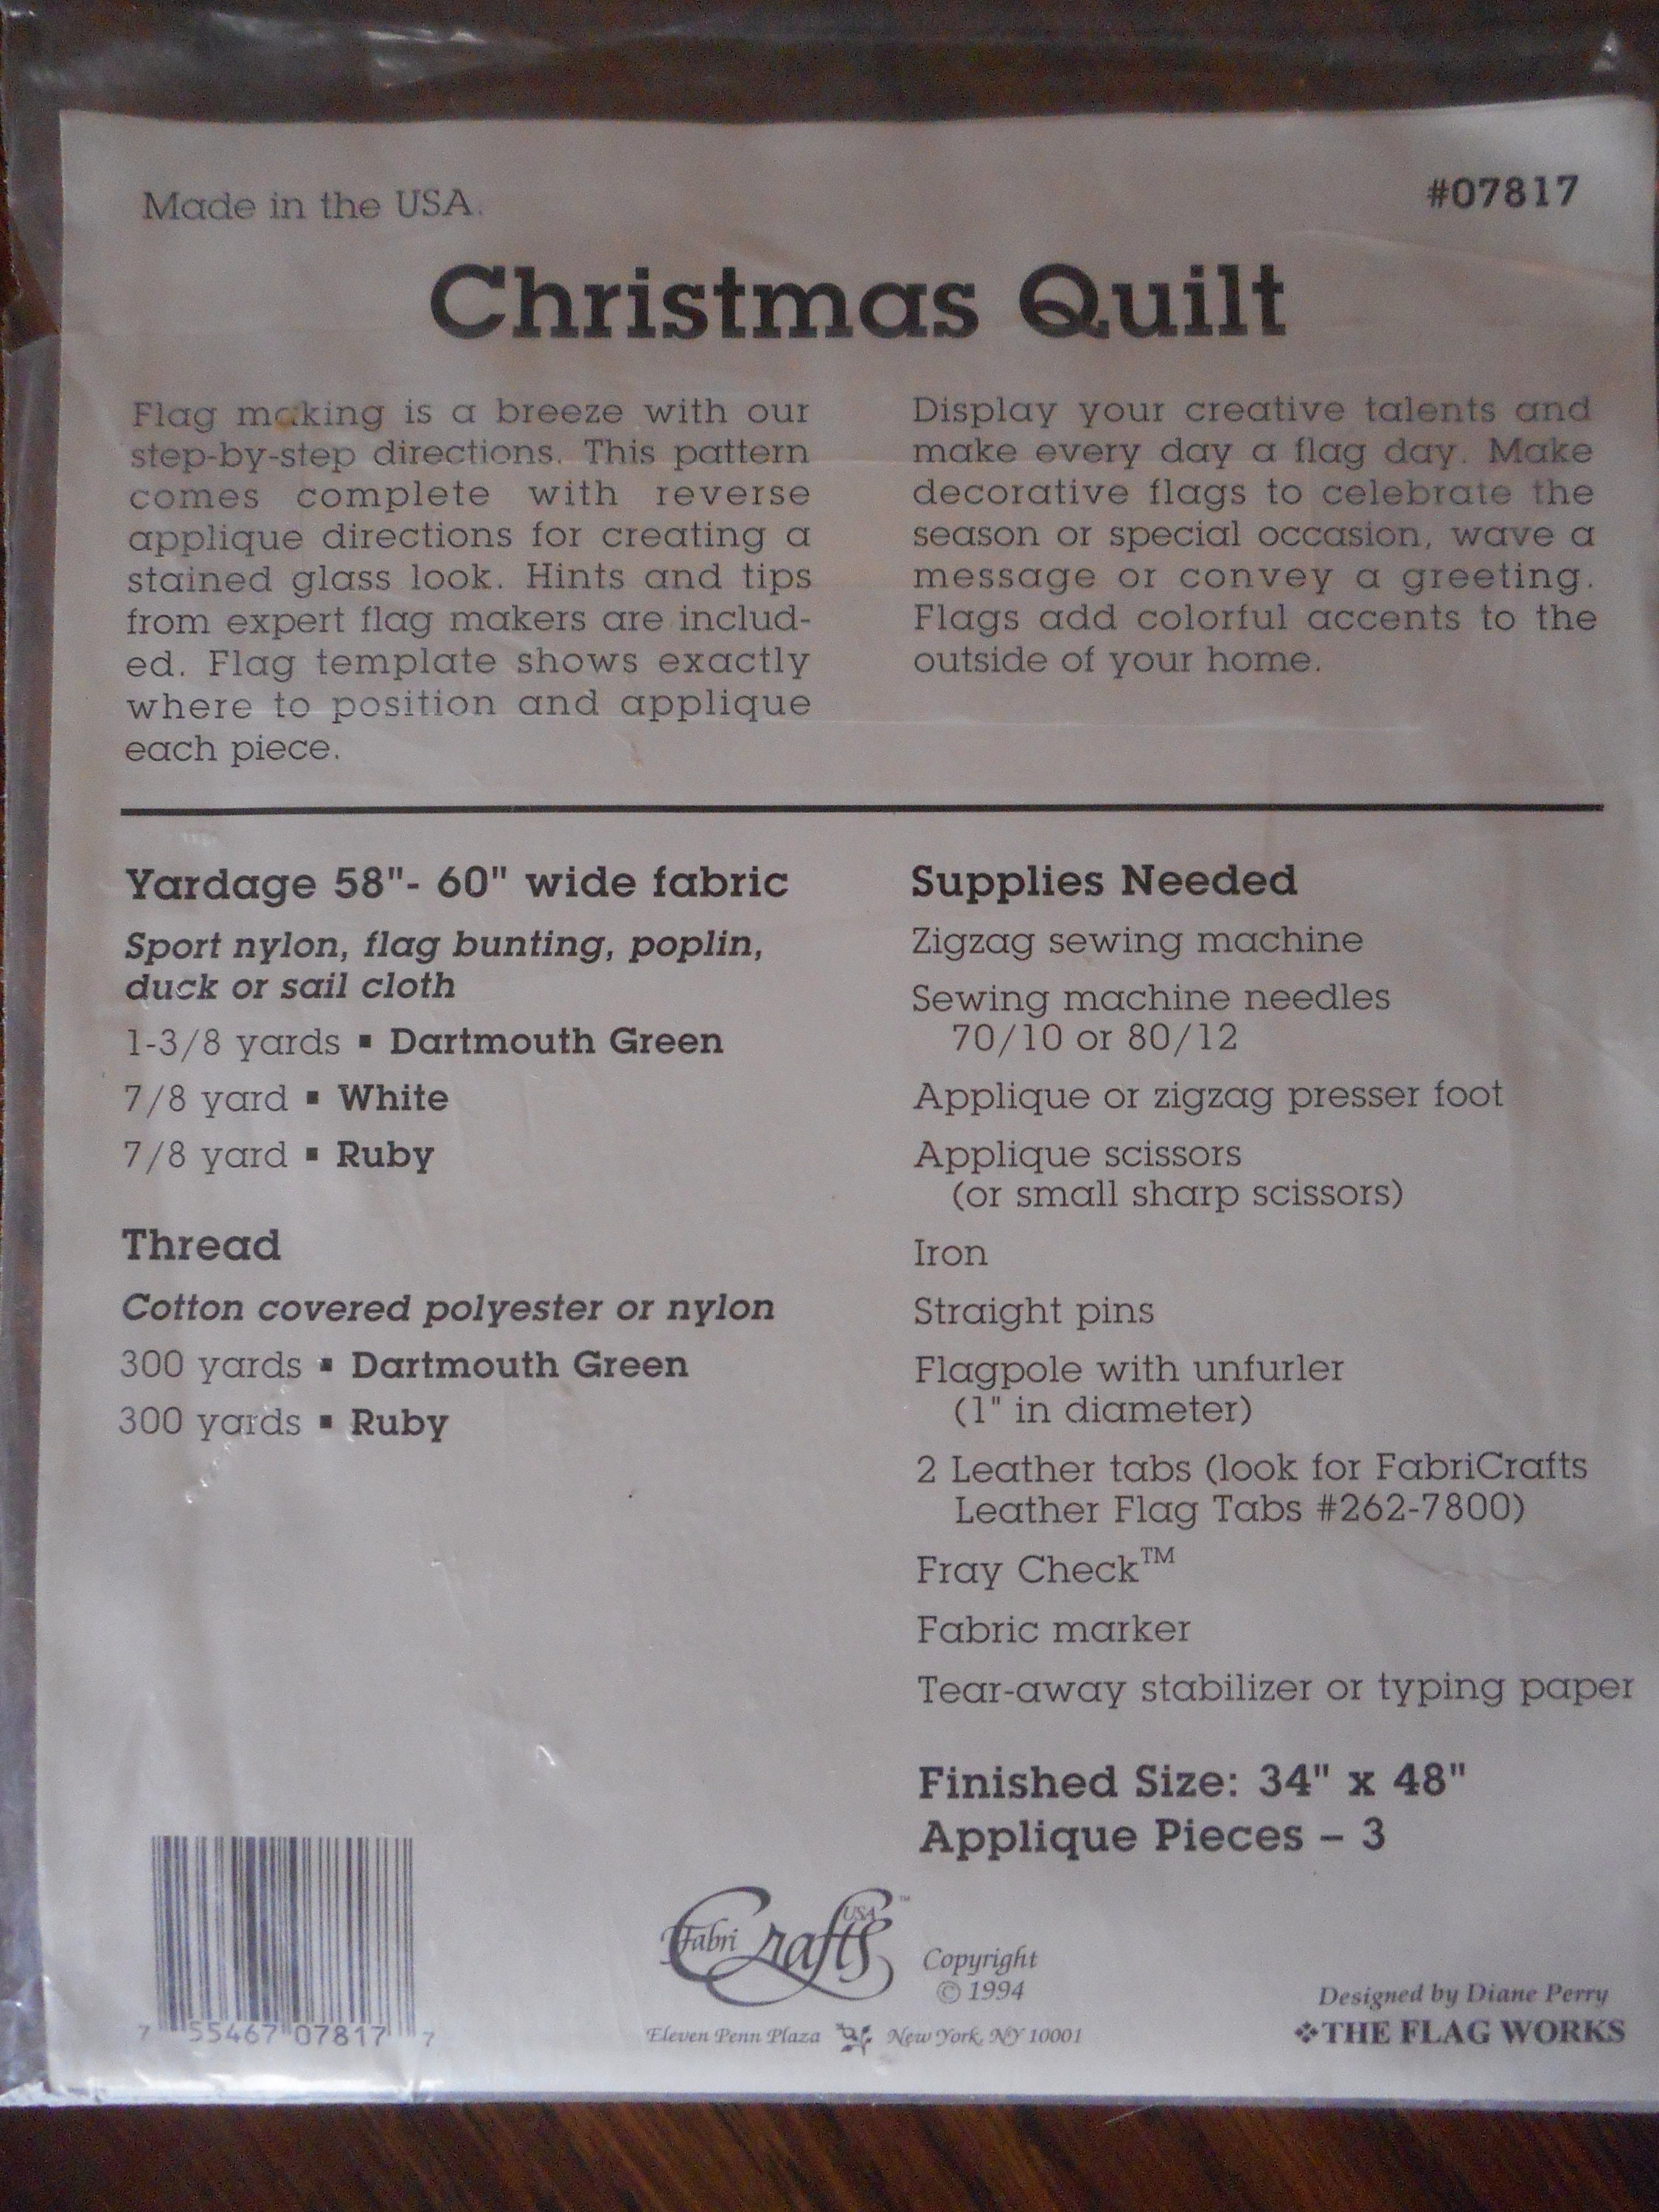 Made in the USA.
#07817
Christmas Quilt
Flag making is a breeze with our
step-by-step directions. This pattern
comes complete with reverse
applique directions for creating a
stained glass look. Hints and tips
from expert flag makers are includ-
ed. Flag template shows exactly
where to position and applique
each piece.
Display your creative talents and
make every day a flag day. Make
decorative flags to celebrate the
season or special occasion, wave a
message or convey a greeting.
Flags add colorful accents to the
outside of your home.
Yardage 58"- 60" wide fabric
Sport nylon, flag bunting, poplin,
duck or sail cloth
1-3/8 yards ▪ Dartmouth Green
7/8 yard ▪ White
7/8 yard ▪ Ruby
Thread
Cotton covered polyester or nylon
300 yards ▪ Dartmouth Green
300 yards ▪ Ruby
Supplies Needed
Zigzag sewing machine
Sewing machine needles
70/10 or 80/12
Applique or zigzag presser foot
Applique scissors
(or small sharp scissors)
Iron
Straight pins
Flagpole with unfurler
(1" in diameter)
2 Leather tabs (look for FabriCrafts
Leather Flag Tabs #262-7800)
Fray Check™
Fabric marker
Tear-away stabilizer or typing paper
Finished Size: 34" x 48"
Applique Pieces – 3
7 55467 07817 7
Fabri Crafts USA ™
Copyright
© 1994
Eleven Penn Plaza New York, NY 10001
Designed by Diane Perry
❖THE FLAG WORKS